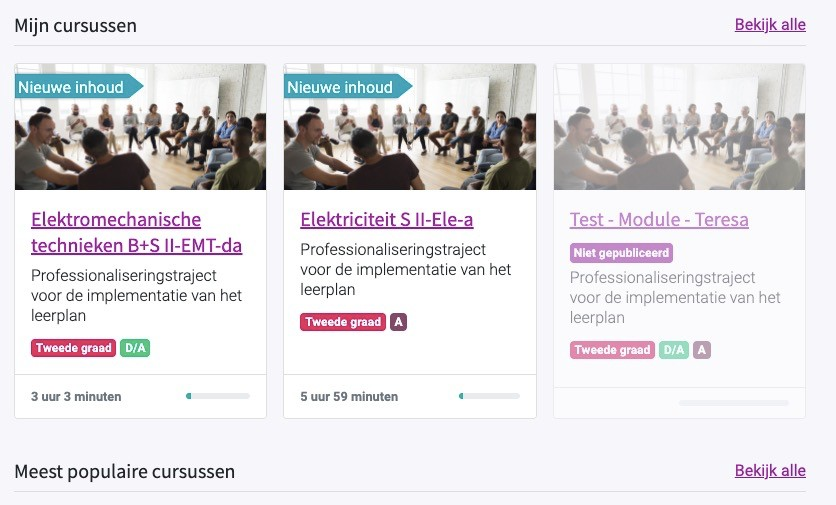 Mijn cursussen
Bekijk alle
Nieuwe inhoud
Elektromechanische
technieken B+S II-EMT-da
Professionaliseringstraject
voor de implementatie van het
leerplan
Tweede graad D/A
3 uur 3 minuten
Nieuwe inhoud
Elektriciteit S II-Ele-a
Professionaliseringstraject
voor de implementatie van het
leerplan
Tweede graad A
5 uur 59 minuten
Test - Module - Teresa
Niet gepubliceerd
Professionaliseringstraject
voor de implementatie van het
leerplan
Tweede graad D/A A
Meest populaire cursussen
Bekijk alle